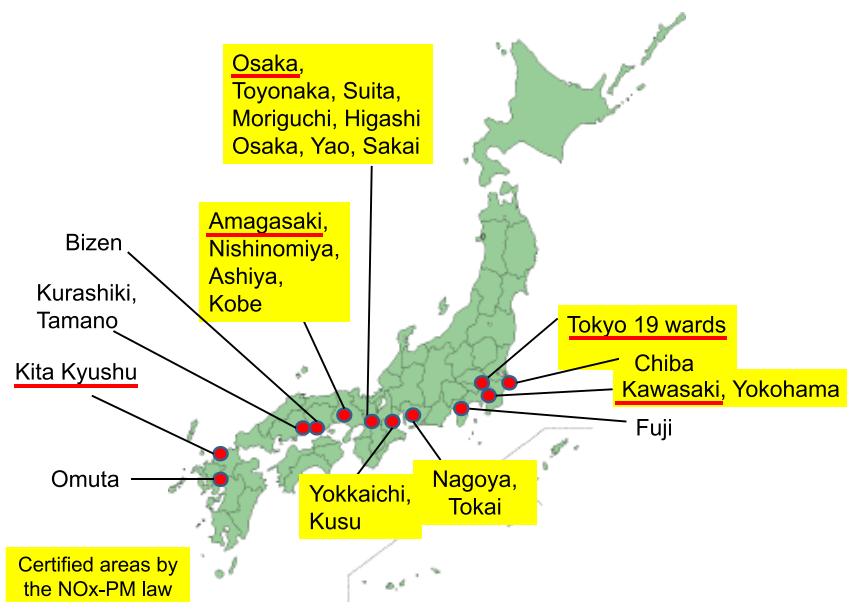 Osaka,
Toyonaka, Suita,
Moriguchi, Higashi
Osaka, Yao, Sakai
Amagasaki,
Nishinomiya,
Ashiya,
Kobe
Bizen
Kurashiki,
Tamano
Kita Kyushu
Omuta
Tokyo 19 wards
Chiba
Kawasaki, Yokohama
Fuji
Nagoya,
Tokai
Yokkaichi,
Kusu
Certified areas by
the NOx-PM law